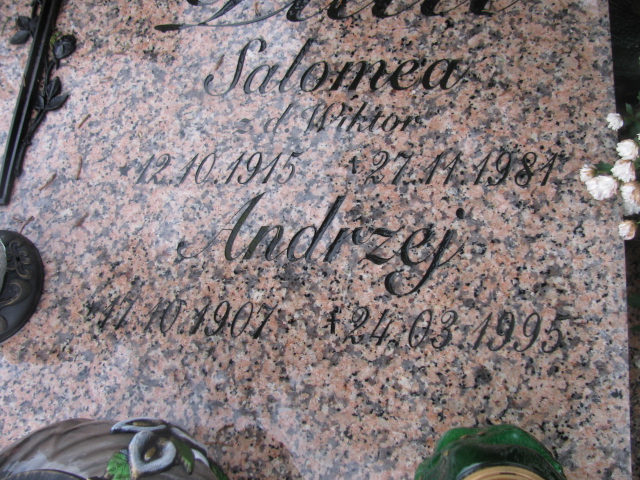 Salomea
z d. Wiktor
*12.10.1915 †27.11.1981
Andrzej
*11.10.1907 †24.03.1995